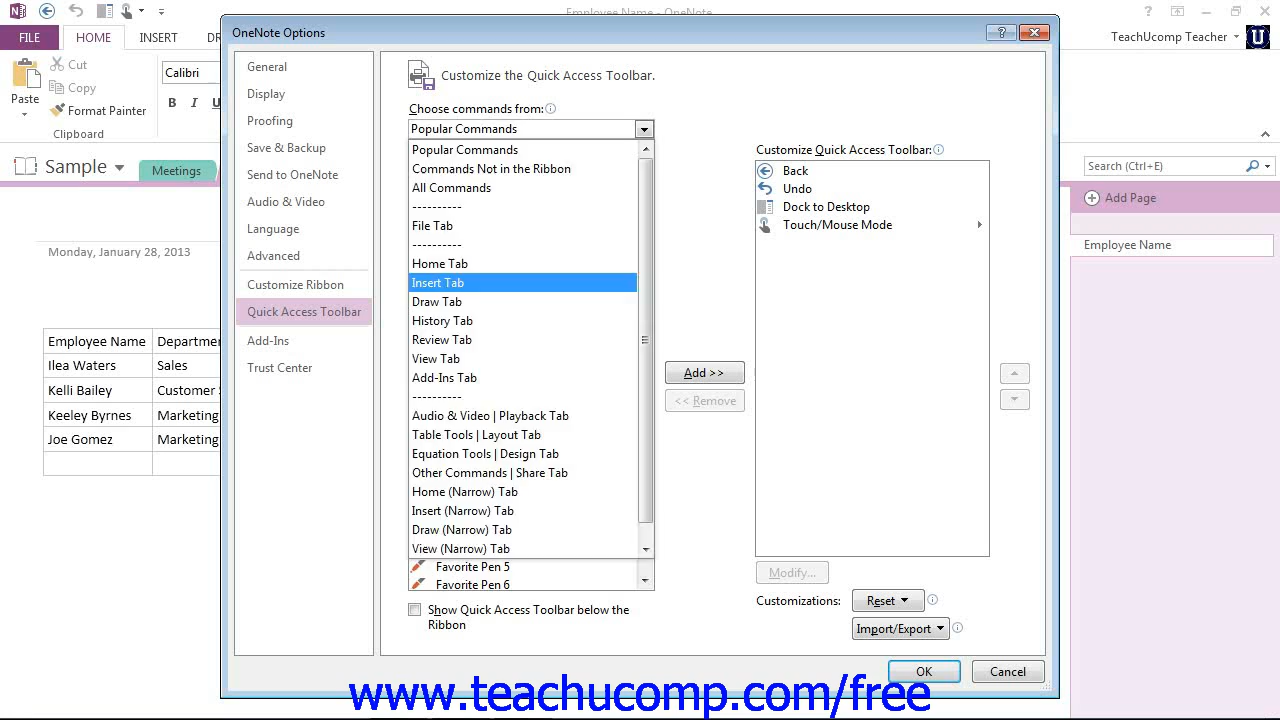 Employee Name - OneNote
FILE HOME INSERT DR
TeachUcomp Teacher
Cut
Copy
Paste
Format Painter
Clipboard
Calibri
B I U
Sample
Meetings
Search (Ctrl+E)
Add Page
Employee Name
Monday, January 28, 2013
Employee Name Departme
Ilea Waters Sales
Kelli Bailey Customer
Keeley Byrnes Marketing
Joe Gomez Marketing
OneNote Options
General
Display
Proofing
Save & Backup
Send to OneNote
Audio & Video
Language
Advanced
Customize Ribbon
Quick Access Toolbar
Add-Ins
Trust Center
Customize the Quick Access Toolbar.
Choose commands from:
Popular Commands
Popular Commands
Commands Not in the Ribbon
All Commands
----------
File Tab
----------
Home Tab
Insert Tab
Draw Tab
History Tab
Review Tab
View Tab
Add-Ins Tab
----------
Audio & Video | Playback Tab
Table Tools | Layout Tab
Equation Tools | Design Tab
Other Commands | Share Tab
Home (Narrow) Tab
Insert (Narrow) Tab
Draw (Narrow) Tab
View (Narrow) Tab
Favorite Pen 5
Favorite Pen 6
Show Quick Access Toolbar below the
Ribbon
Add >>
<< Remove
Customize Quick Access Toolbar:
Back
Undo
Dock to Desktop
Touch/Mouse Mode
Modify...
Customizations: Reset
Import/Export
OK Cancel
www.teachucomp.com/free